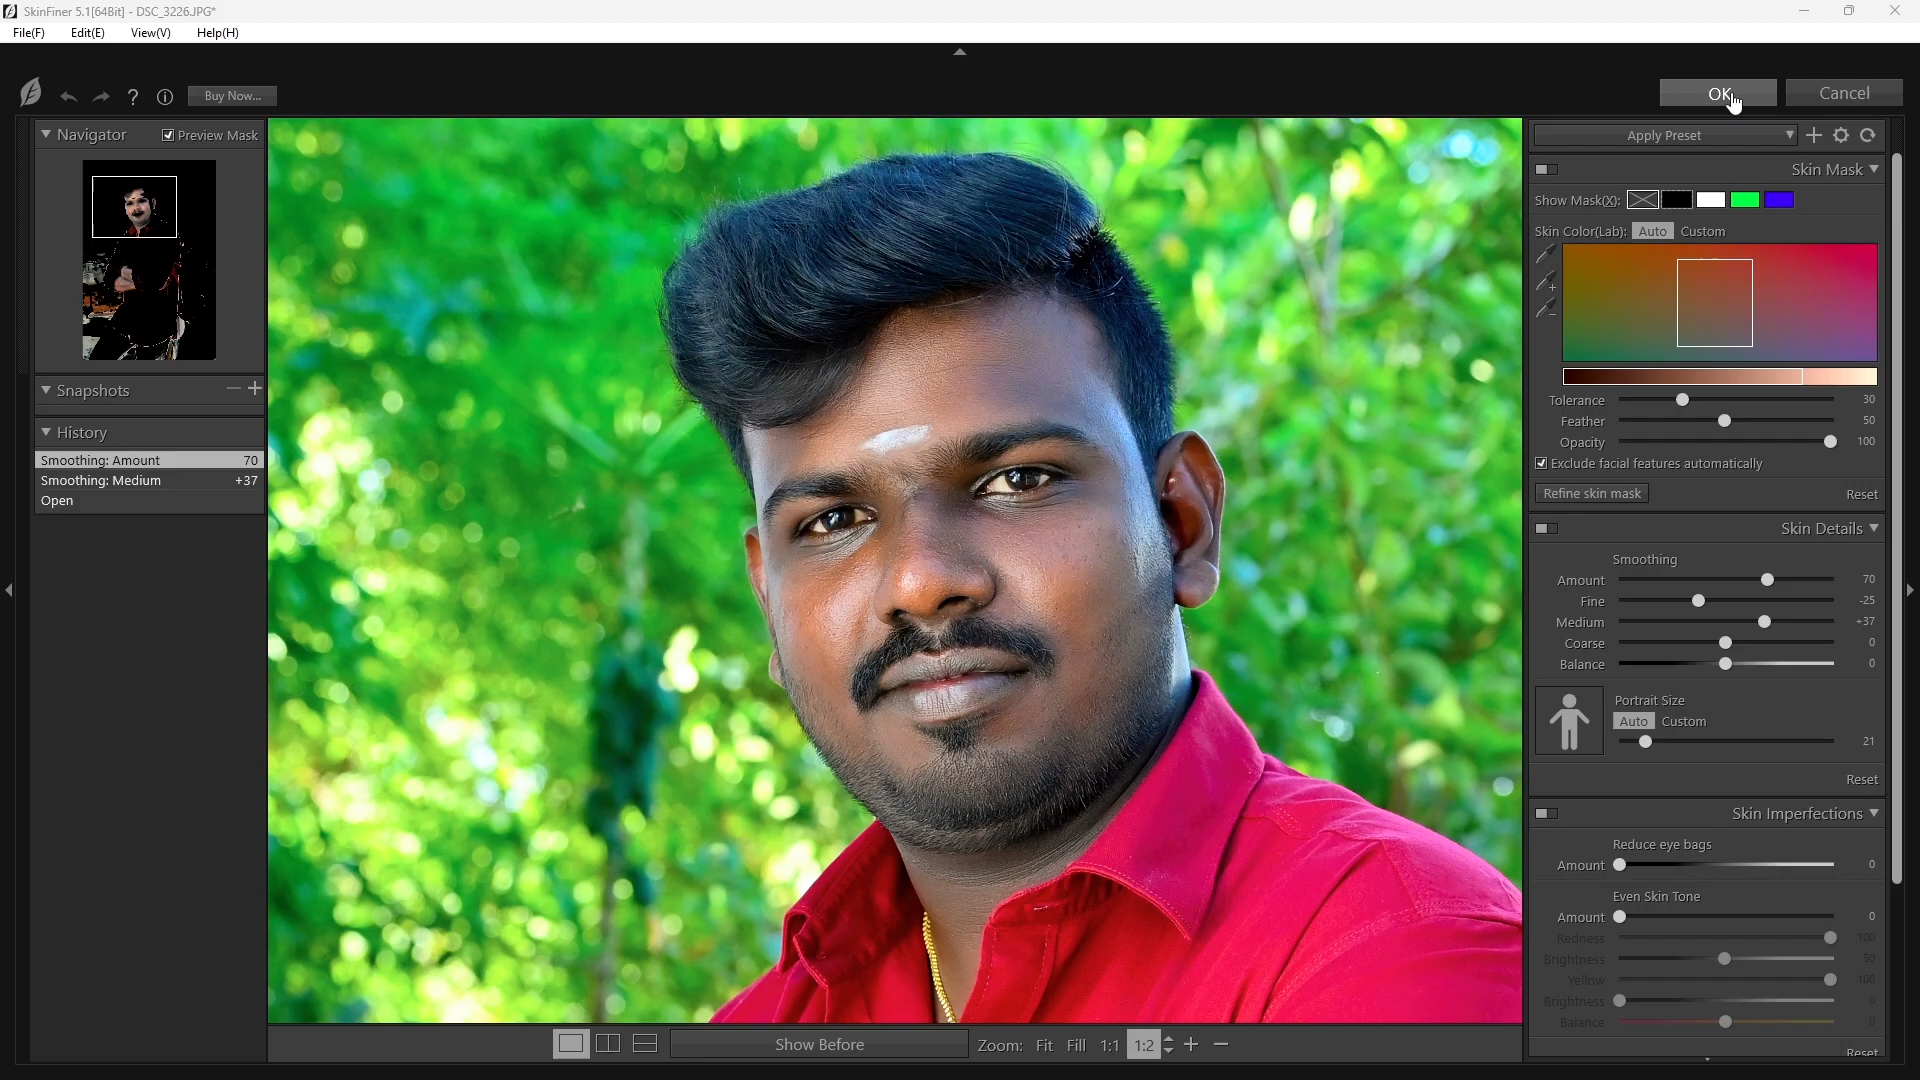 SkinFiner 5.1[64Bit] - DSC_3226.JPG*
File(F) Edit(E) View(V) Help(H)
? Buy Now... OK Cancel
Navigator Preview Mask
Snapshots
History
Smoothing: Amount 70
Smoothing: Medium +37
Open
Apply Preset
Skin Mask
Show Mask(X):
Skin Color(Lab): Auto Custom
Tolerance 30
Feather 50
Opacity 100
Exclude facial features automatically
Refine skin mask Reset
Skin Details
Smoothing
Amount 70
Fine -25
Medium +37
Coarse 0
Balance 0
Portrait Size
Auto Custom
21
Reset
Skin Imperfections
Reduce eye bags
Amount 0
Even Skin Tone
Amount 0
Redness 100
Brightness 50
Yellow 100
Brightness 0
Balance 0
Reset
Show Before Zoom: Fit Fill 1:1 1:2